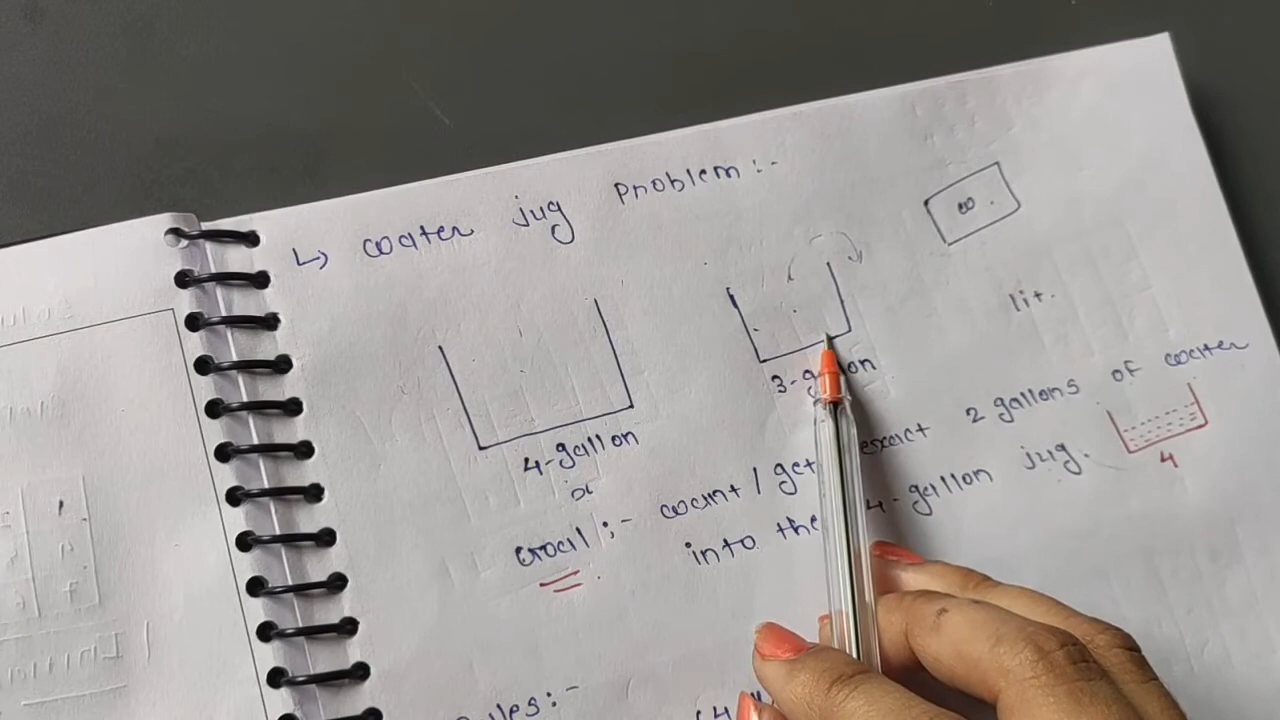 ↳ water jug problem:-
∞
4-gallon
x
3-gallon
lit.
Goal :- want / get exact 2 gallons of water
into the 4-gallon jug.
4